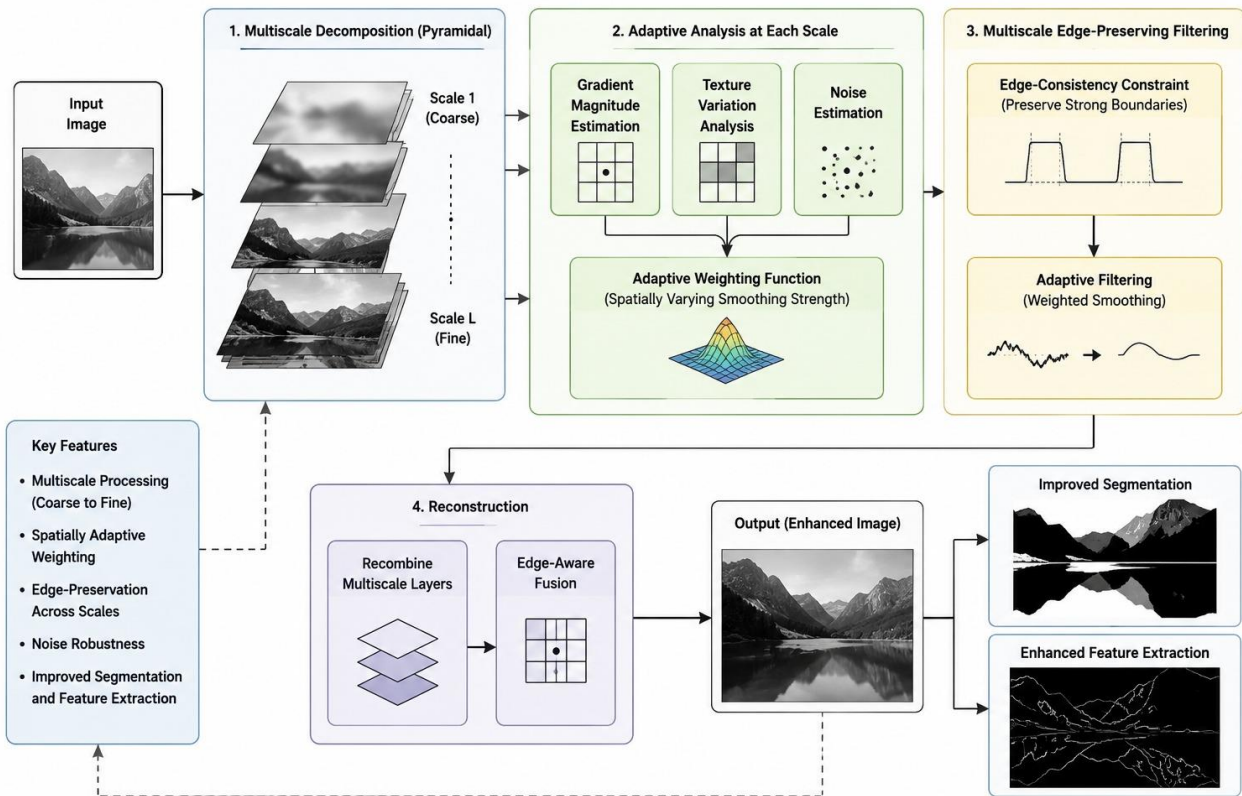 1. Multiscale Decomposition (Pyramidal)
2. Adaptive Analysis at Each Scale
3. Multiscale Edge-Preserving Filtering
Input
Image
Scale 1
(Coarse)
Scale L
(Fine)
Gradient
Magnitude
Estimation
Texture
Variation
Analysis
Noise
Estimation
Adaptive Weighting Function
(Spatially Varying Smoothing Strength)
Edge-Consistency Constraint
(Preserve Strong Boundaries)
Adaptive Filtering
(Weighted Smoothing)
Key Features
• Multiscale Processing
(Coarse to Fine)
• Spatially Adaptive
Weighting
• Edge-Preservation
Across Scales
• Noise Robustness
• Improved Segmentation
and Feature Extraction
4. Reconstruction
Recombine
Multiscale Layers
Edge-Aware
Fusion
Output (Enhanced Image)
Improved Segmentation
Enhanced Feature Extraction